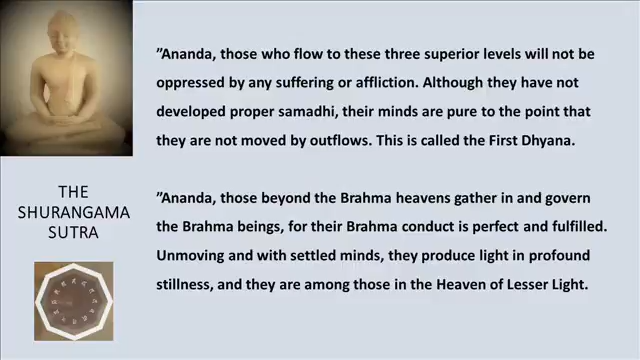 ”Ananda, those who flow to these three superior levels will not be
oppressed by any suffering or affliction. Although they have not
developed proper samadhi, their minds are pure to the point that
they are not moved by outflows. This is called the First Dhyana.
”Ananda, those beyond the Brahma heavens gather in and govern
the Brahma beings, for their Brahma conduct is perfect and fulfilled.
Unmoving and with settled minds, they produce light in profound
stillness, and they are among those in the Heaven of Lesser Light.
THE
SHURANGAMA
SUTRA